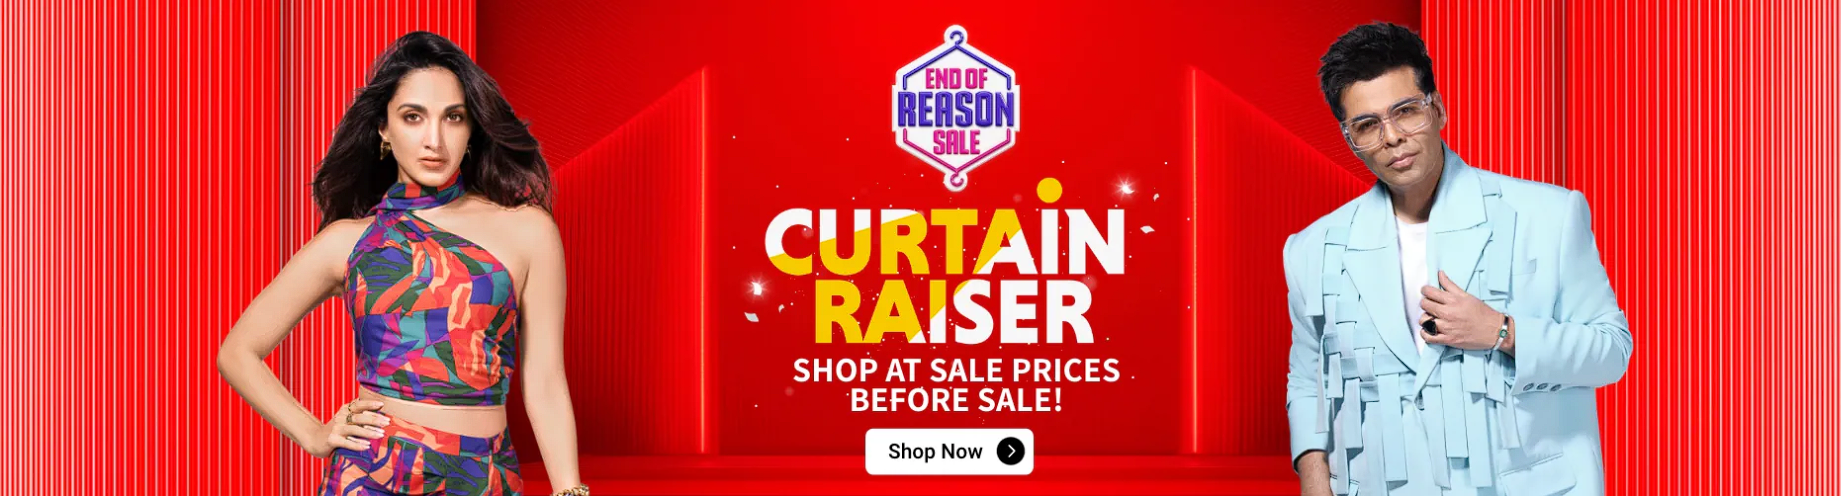 END OF
REASON
SALE
CURTAIN
RAISER
SHOP AT SALE PRICES
BEFORE SALE!
Shop Now